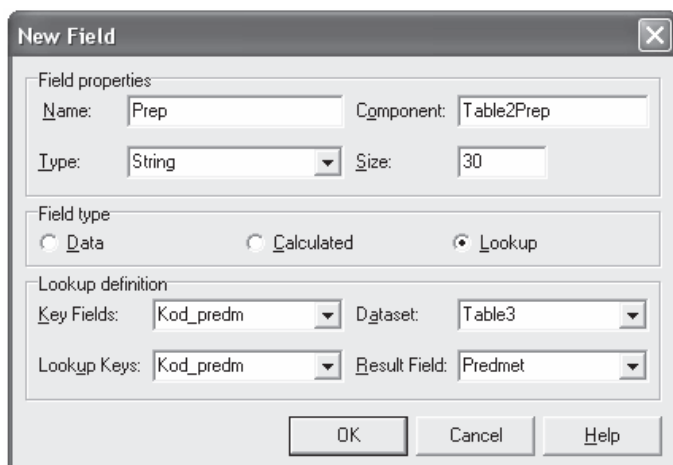 New Field
Field properties
Name: Prep Component: Table2Prep
Type: String Size: 30
Field type
Data Calculated Lookup
Lookup definition
Key Fields: Kod_predm Dataset: Table3
Lookup Keys: Kod_predm Result Field: Predmet
OK Cancel Help